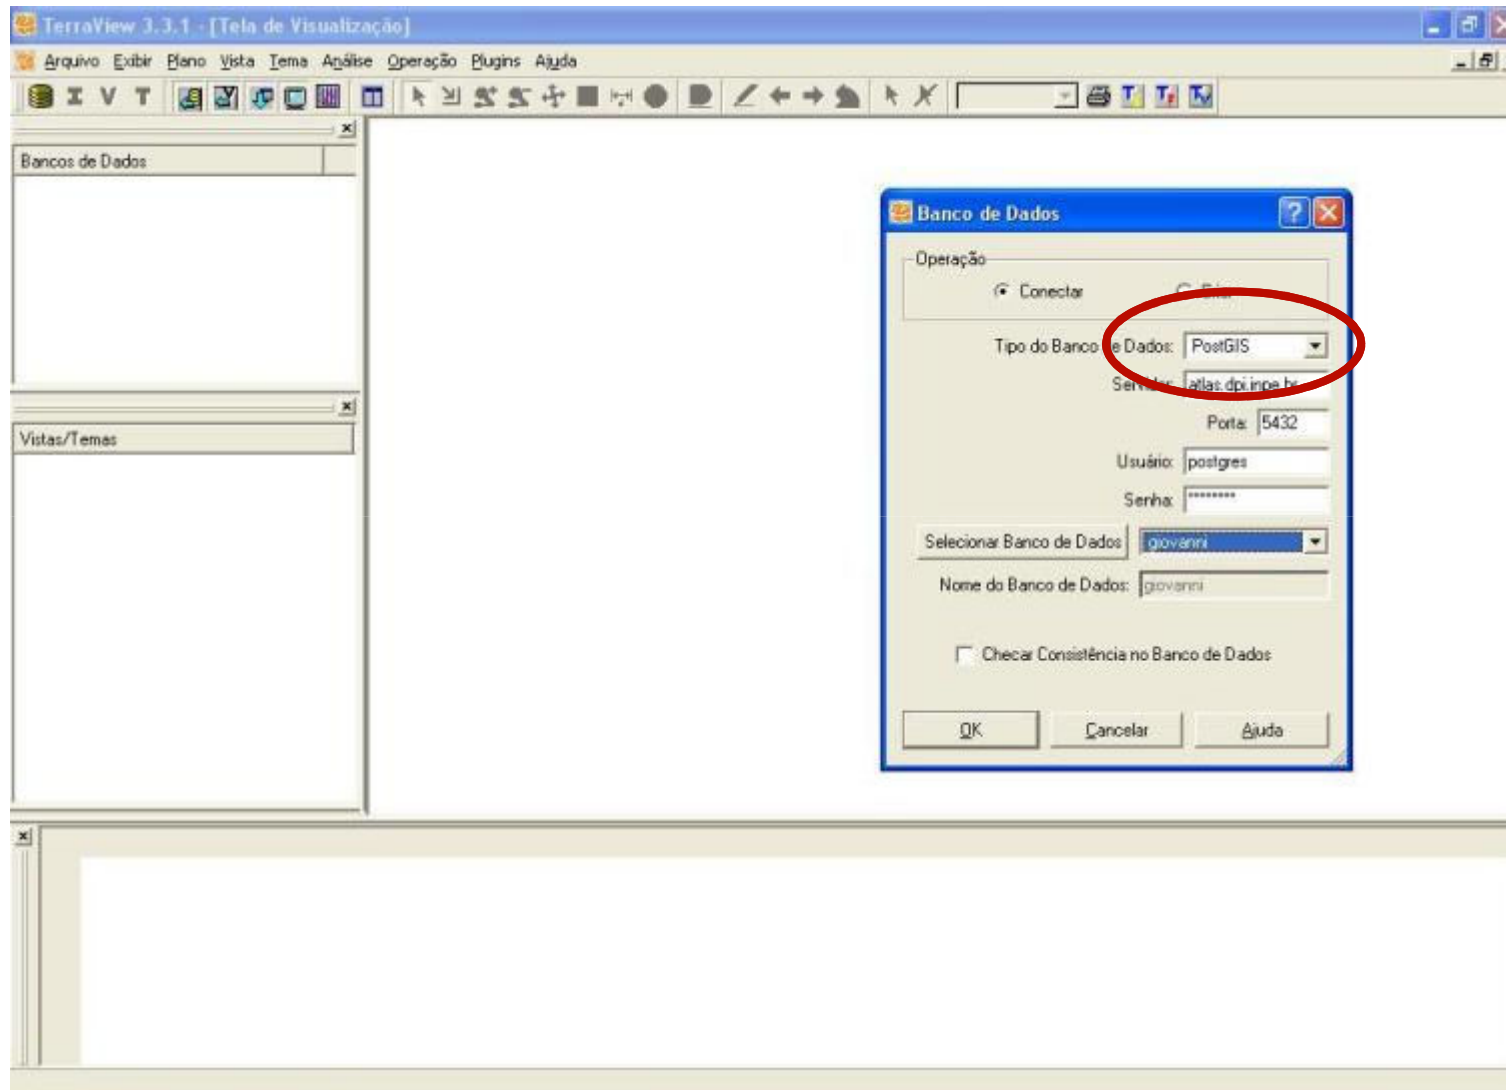 TerraView 3.3.1 - [Tela de Visualização]
Arquivo Exibir Plano Vista Tema Análise Operação Plugins Ajuda
I V T
Bancos de Dados
Vistas/Temas
Banco de Dados
Operação
Conectar
Tipo do Banco de Dados: PostGIS
Servidor: atlas.dpi.inpe.br
Porta: 5432
Usuário: postgres
Senha: ********
Selecionar Banco de Dados giovanni
Nome do Banco de Dados: giovanni
Checar Consistência no Banco de Dados
OK Cancelar Ajuda